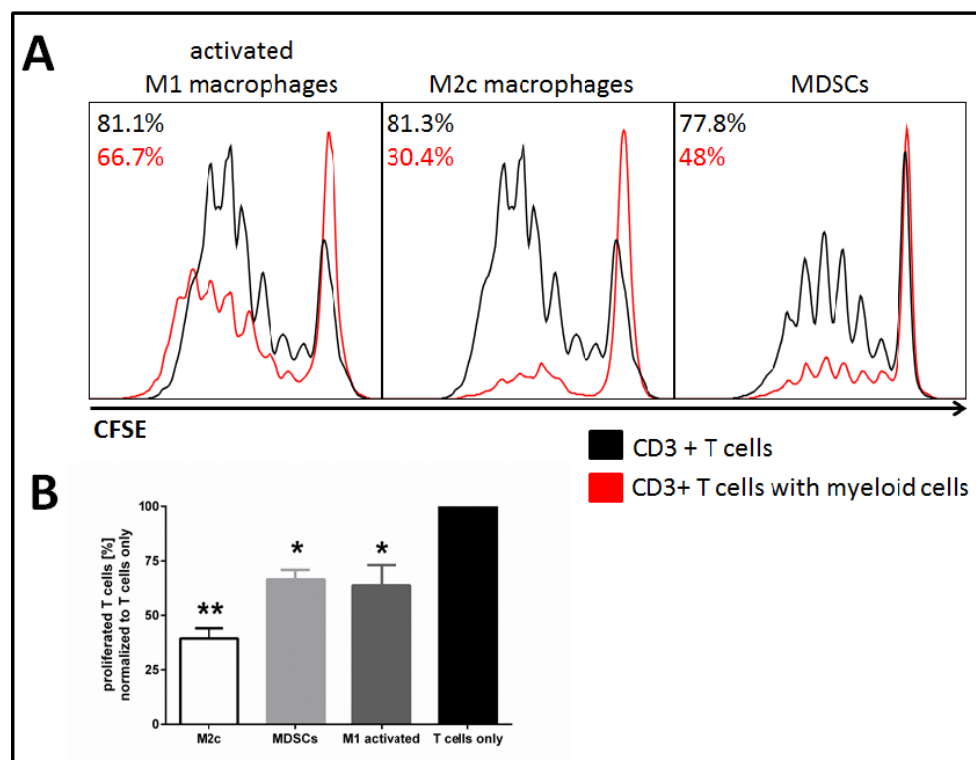 A
activated
M1 macrophages
M2c macrophages
MDSCs
81.1%
66.7%
81.3%
30.4%
77.8%
48%
CFSE
CD3 + T cells
CD3+ T cells with myeloid cells
B
proliferated T cells [%]
normalized to T cells only
100
75
50
25
0
**
*
*
M2c
MDSCs
M1 activated
T cells only